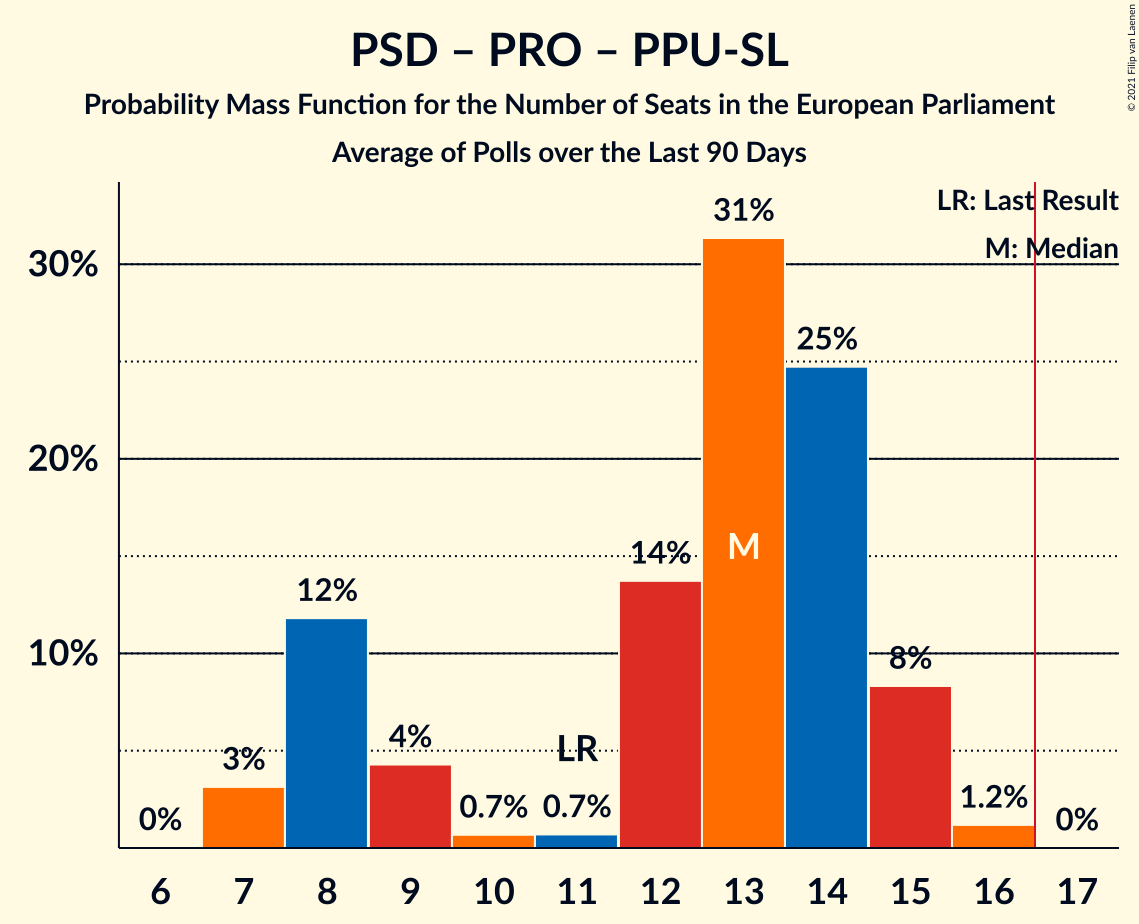 PSD – PRO – PPU-SL
Probability Mass Function for the Number of Seats in the European Parliament
Average of Polls over the Last 90 Days
© 2021 Filip van Laenen
LR: Last Result
M: Median
30%
20%
10%
0%
3%
12%
4%
0.7%
0.7%
LR
14%
31%
M
25%
8%
1.2%
0%
6 7 8 9 10 11 12 13 14 15 16 17